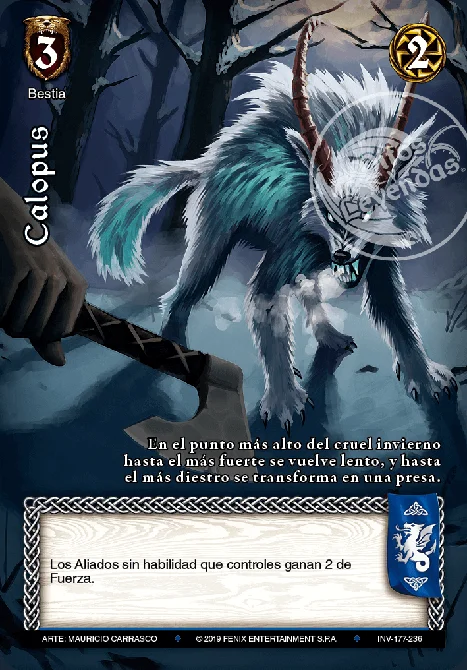 3
2
Bestia
Calopus
Mitos
Leyendas
En el punto más alto del cruel invierno
hasta el más fuerte se vuelve lento, y hasta
el más diestro se transforma en una presa.
Los Aliados sin habilidad que controles ganan 2 de
Fuerza.
ARTE: MAURICIO CARRASCO © 2019 FENIX ENTERTAINMENT S.P.A INV-177-236